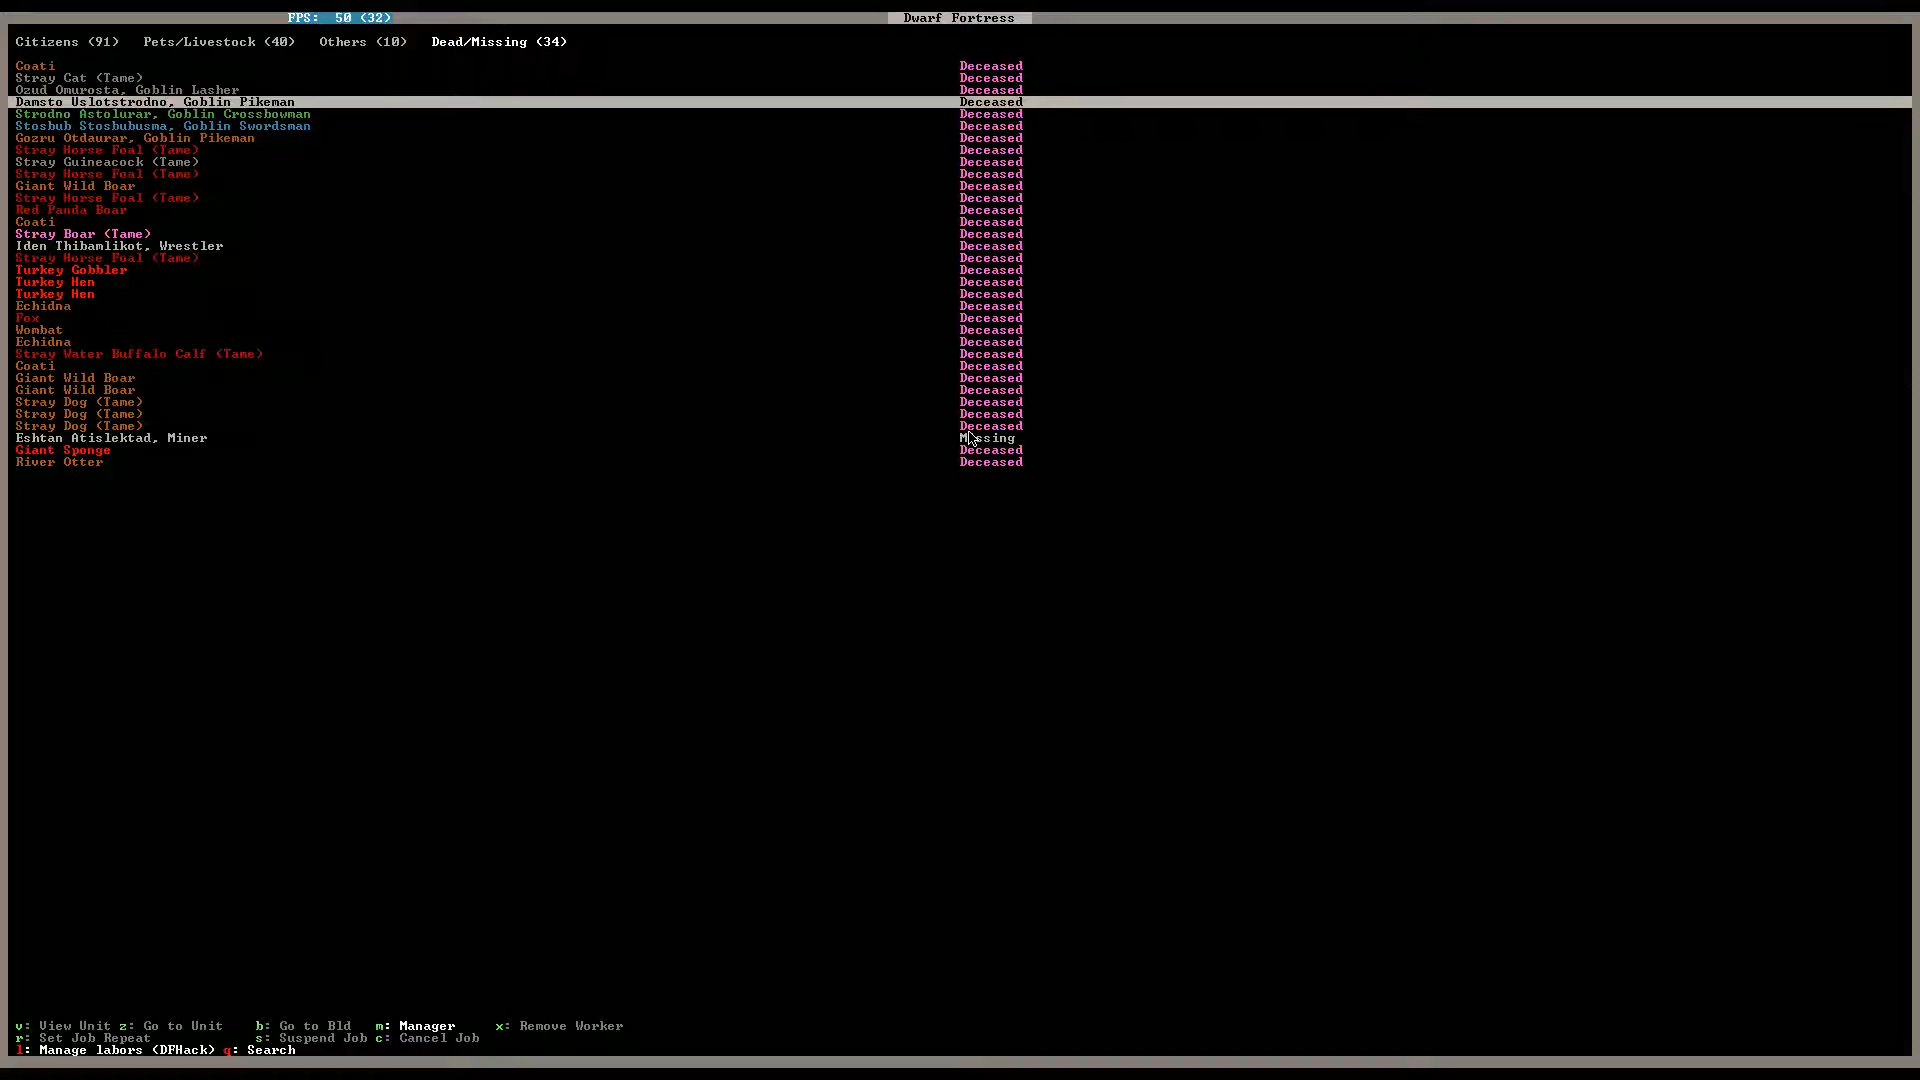 FPS: 50 (32) Dwarf Fortress
Citizens (91) Pets/Livestock (40) Others (10) Dead/Missing (34)
Coati Deceased
Stray Cat (Tame) Deceased
Ozud Omurosta, Goblin Lasher Deceased
Damsto Uslotstrodno, Goblin Pikeman Deceased
Strodno Astolurar, Goblin Crossbowman Deceased
Stosbub Stosbubusma, Goblin Swordsman Deceased
Gozru Otdaurar, Goblin Pikeman Deceased
Stray Horse Foal (Tame) Deceased
Stray Guineacock (Tame) Deceased
Stray Horse Foal (Tame) Deceased
Giant Wild Boar Deceased
Stray Horse Foal (Tame) Deceased
Red Panda Boar Deceased
Coati Deceased
Stray Boar (Tame) Deceased
Iden Thibamlikot, Wrestler Deceased
Stray Horse Foal (Tame) Deceased
Turkey Gobbler Deceased
Turkey Hen Deceased
Turkey Hen Deceased
Echidna Deceased
Fox Deceased
Wombat Deceased
Echidna Deceased
Stray Water Buffalo Calf (Tame) Deceased
Coati Deceased
Giant Wild Boar Deceased
Giant Wild Boar Deceased
Stray Dog (Tame) Deceased
Stray Dog (Tame) Deceased
Stray Dog (Tame) Deceased
Eshtan Atislektad, Miner Missing
Giant Sponge Deceased
River Otter Deceased
v: View Unit z: Go to Unit b: Go to Bld m: Manager x: Remove Worker
r: Set Job Repeat s: Suspend Job c: Cancel Job
l: Manage labors (DFHack) q: Search